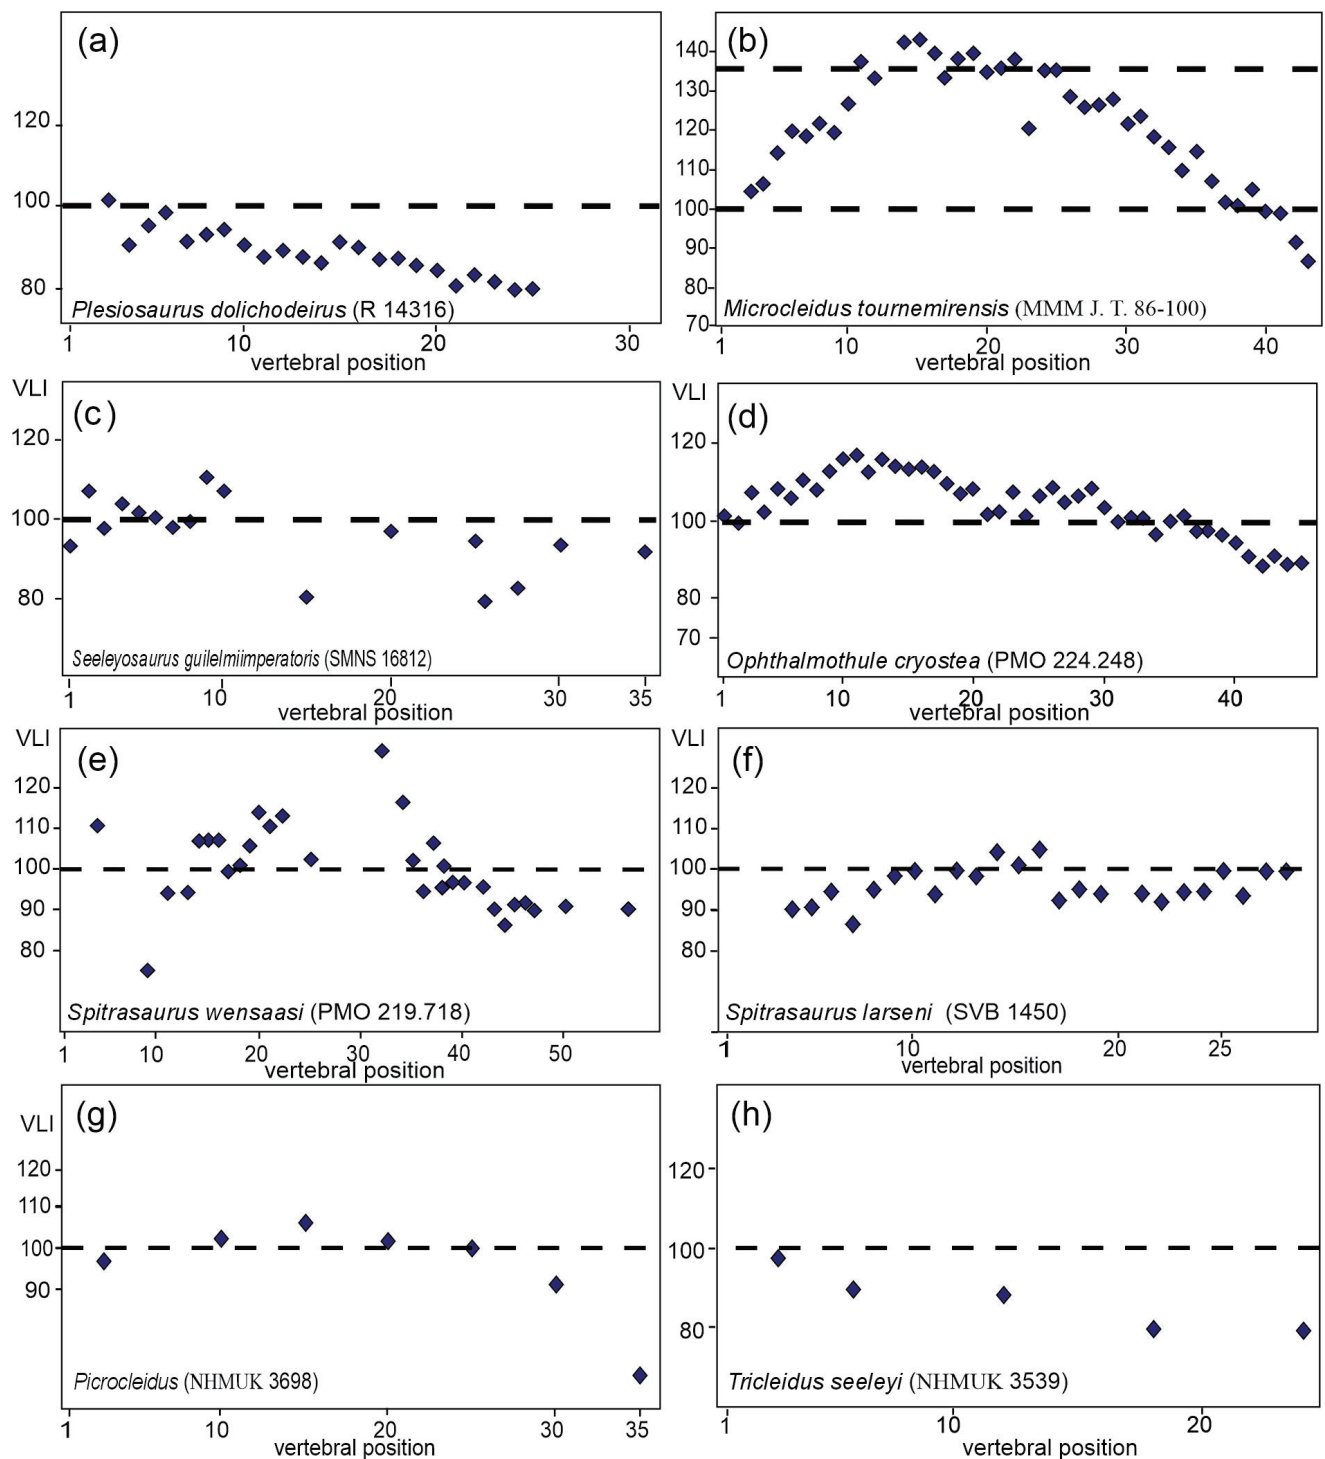 (a)
120
100
80
Plesiosaurus dolichodeirus (R 14316)
1 10 20 30
vertebral position
(b)
140
130
120
110
100
90
80
70
Microcleidus tournemirensis (MMM J. T. 86-100)
1 10 20 30 40
vertebral position
VLI
(c)
120
100
80
Seeleyosaurus guilelmiimperatoris (SMNS 16812)
1 10 20 30 35
vertebral position
VLI
(d)
120
100
80
70
Ophthalmothule cryostea (PMO 224.248)
1 10 20 30 40
vertebral position
VLI
(e)
120
110
100
90
80
Spitrasaurus wensaasi (PMO 219.718)
1 10 20 30 40 50
vertebral position
VLI
(f)
120
110
100
90
80
Spitrasaurus larseni (SVB 1450)
1 10 20 25
vertebral position
(g)
VLI
120
110
100
90
Picrocleidus (NHMUK 3698)
1 10 20 30 35
vertebral position
(h)
120
100
80
Tricleidus seeleyi (NHMUK 3539)
1 10 20
vertebral position